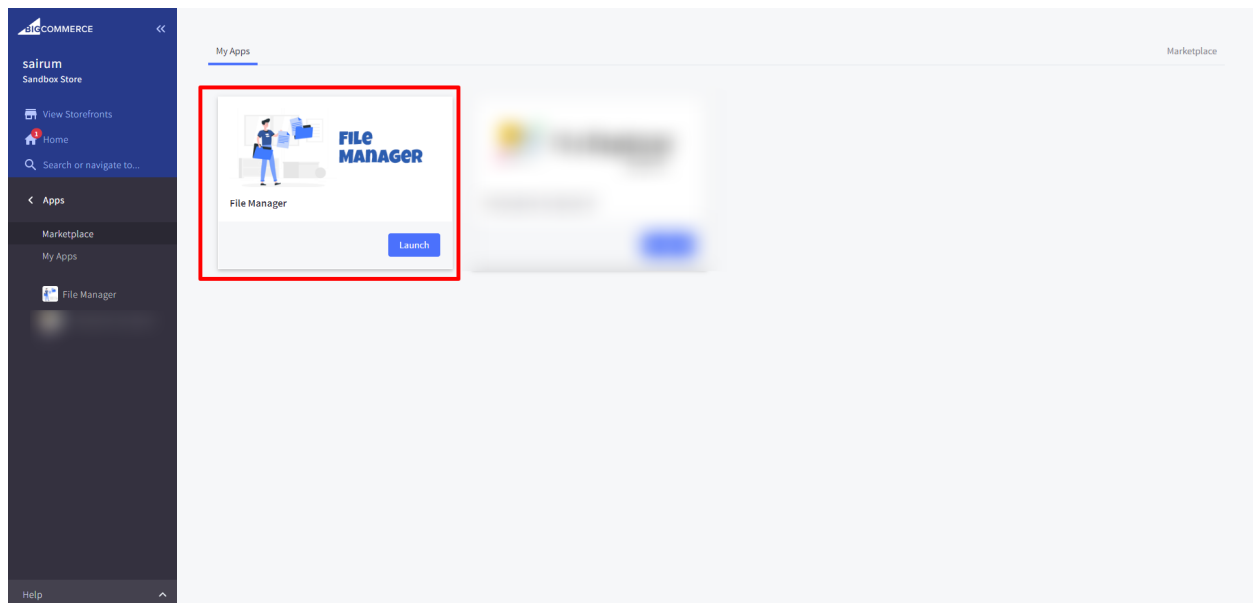 BIGCOMMERCE
sairum
Sandbox Store
View Storefronts
1
Home
Search or navigate to...
Apps
Marketplace
My Apps
File Manager
Help
My Apps
Marketplace
FILE
MANAGER
File Manager
Launch